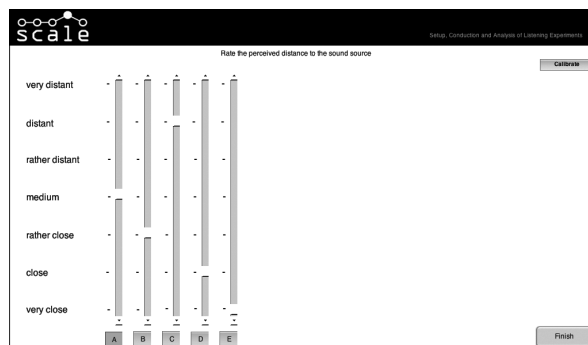 scale
Setup, Conduction and Analysis of Listening Experiments
Rate the perceived distance to the sound source
Calibrate
very distant
distant
rather distant
medium
rather close
close
very close
A B C D E
Finish